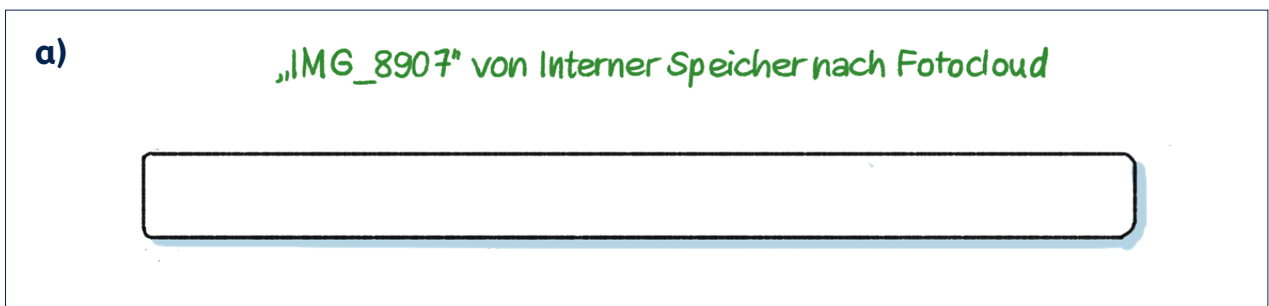 a)
„IMG_8907" von Interner Speicher nach Fotocloud